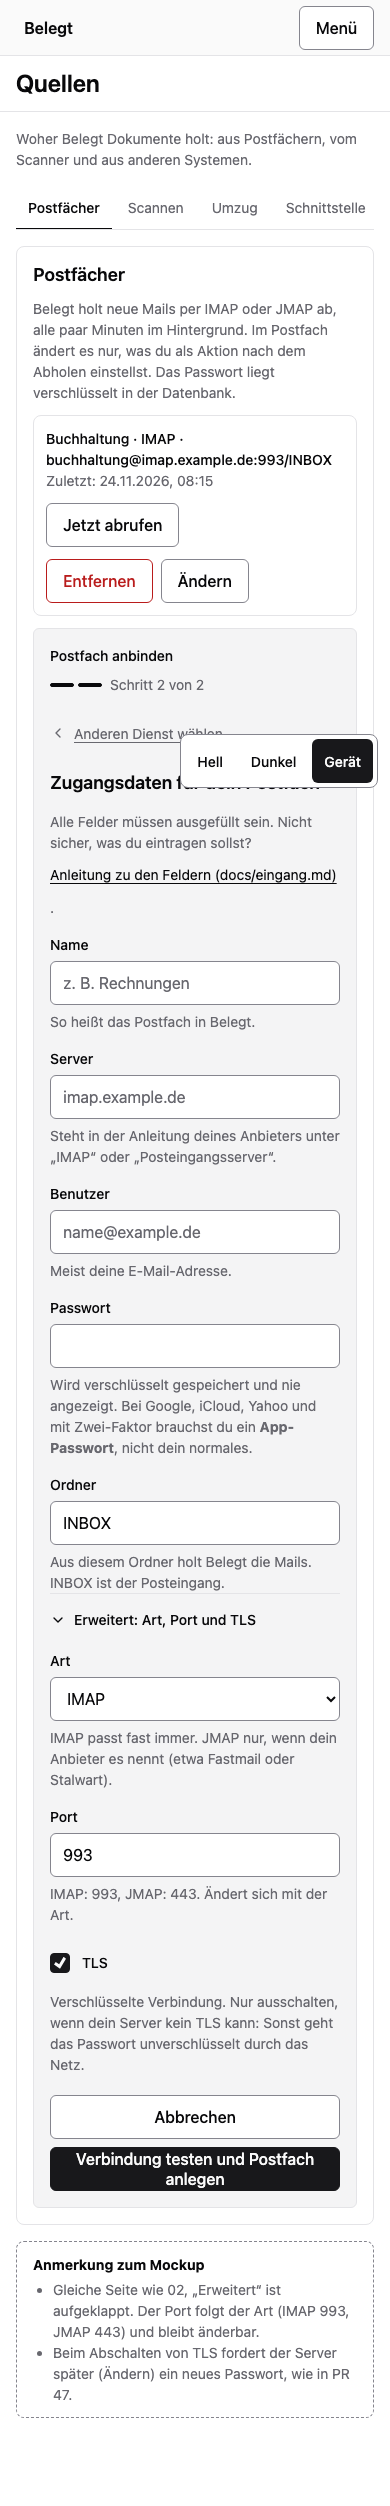 Belegt
Menü
Quellen
Woher Belegt Dokumente holt: aus Postfächern, vom
Scanner und aus anderen Systemen.
Postfächer Scannen Umzug Schnittstelle
Postfächer
Belegt holt neue Mails per IMAP oder JMAP ab,
alle paar Minuten im Hintergrund. Im Postfach
ändert es nur, was du als Aktion nach dem
Abholen einstellst. Das Passwort liegt
verschlüsselt in der Datenbank.
Buchhaltung · IMAP ·
buchhaltung@imap.example.de:993/INBOX
Zuletzt: 24.11.2026, 08:15
Jetzt abrufen
Entfernen Ändern
Postfach anbinden
Schritt 2 von 2
Anderen Dienst wählen
Hell Dunkel Gerät
Zugangsdaten für dein Postfach
Alle Felder müssen ausgefüllt sein. Nicht
sicher, was du eintragen sollst?
Anleitung zu den Feldern (docs/eingang.md)
.
Name
z. B. Rechnungen
So heißt das Postfach in Belegt.
Server
imap.example.de
Steht in der Anleitung deines Anbieters unter
„IMAP“ oder „Posteingangsserver“.
Benutzer
name@example.de
Meist deine E-Mail-Adresse.
Passwort
Wird verschlüsselt gespeichert und nie
angezeigt. Bei Google, iCloud, Yahoo und
mit Zwei-Faktor brauchst du ein App-
Passwort, nicht dein normales.
Ordner
INBOX
Aus diesem Ordner holt Belegt die Mails.
INBOX ist der Posteingang.
Erweitert: Art, Port und TLS
Art
IMAP
IMAP passt fast immer. JMAP nur, wenn dein
Anbieter es nennt (etwa Fastmail oder
Stalwart).
Port
993
IMAP: 993, JMAP: 443. Ändert sich mit der
Art.
TLS
Verschlüsselte Verbindung. Nur ausschalten,
wenn dein Server kein TLS kann: Sonst geht
das Passwort unverschlüsselt durch das
Netz.
Abbrechen
Verbindung testen und Postfach
anlegen
Anmerkung zum Mockup
• Gleiche Seite wie 02, „Erweitert“ ist
aufgeklappt. Der Port folgt der Art (IMAP 993,
JMAP 443) und bleibt änderbar.
• Beim Abschalten von TLS fordert der Server
später (Ändern) ein neues Passwort, wie in PR
47.